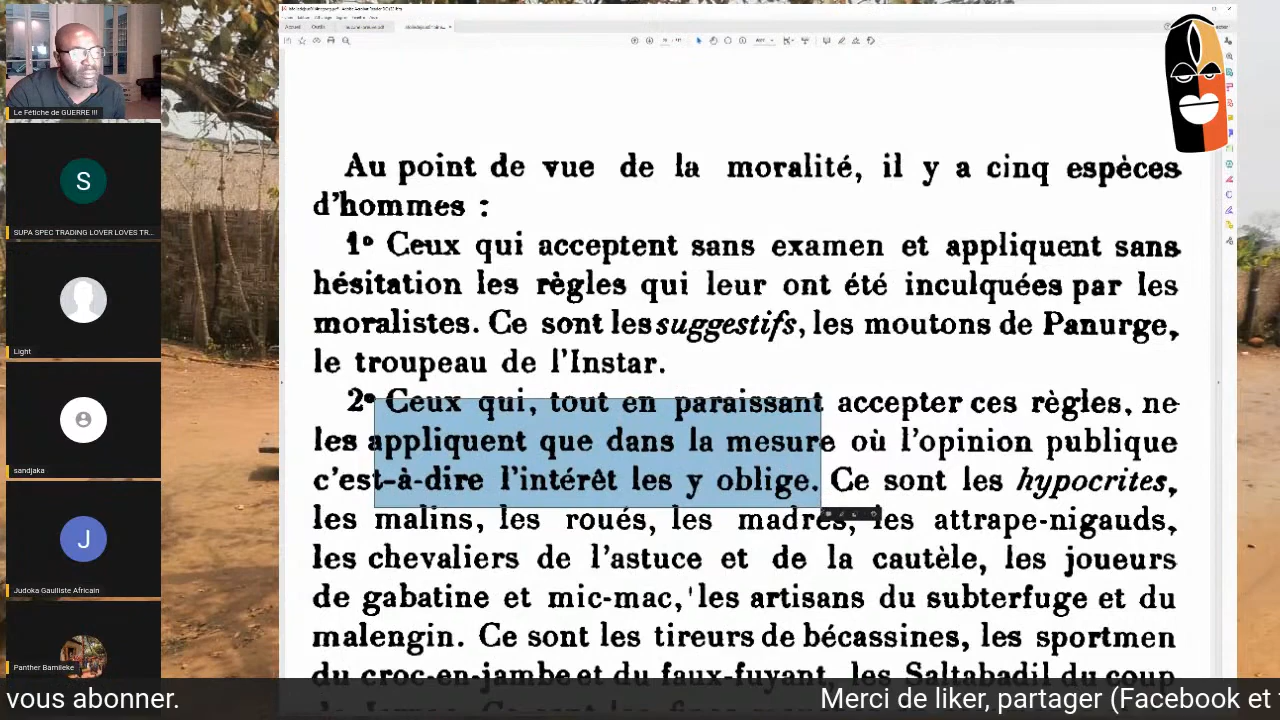 Le Fétiche de GUERRE !!!
S
SUPA SPEC TRADING LOVER LOVES TR...
Light
sandjaka
J
Judoka Gaulliste Africain
Panther Bamileke
Au point de vue de la moralité, il y a cinq espèces
d'hommes :
1º Ceux qui acceptent sans examen et appliquent sans
hésitation les règles qui leur ont été inculquées par les
moralistes. Ce sont les suggestifs, les moutons de Panurge,
le troupeau de l'Instar.
2º Ceux qui, tout en paraissant accepter ces règles, ne
les appliquent que dans la mesure où l'opinion publique
c'est-à-dire l'intérêt les y oblige. Ce sont les hypocrites,
les malins, les roués, les madrés, les attrape-nigauds,
les chevaliers de l'astuce et de la cautèle, les joueurs
de gabatine et mic-mac, les artisans du subterfuge et du
malengin. Ce sont les tireurs de bécassines, les sportmen
du croc-en-jambe et du faux-fuyant, les Saltabadil du coup
vous abonner.
Merci de liker, partager (Facebook et